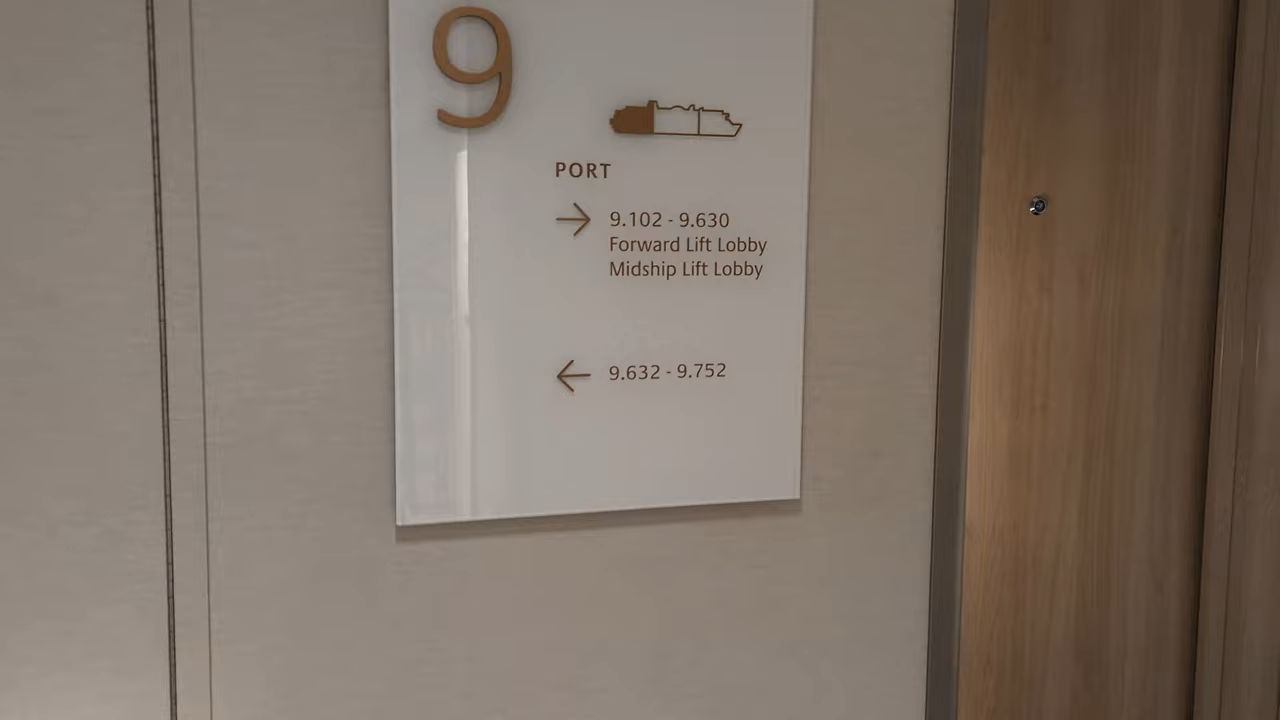 9
PORT
→ 9.102 - 9.630
Forward Lift Lobby
Midship Lift Lobby
← 9.632 - 9.752